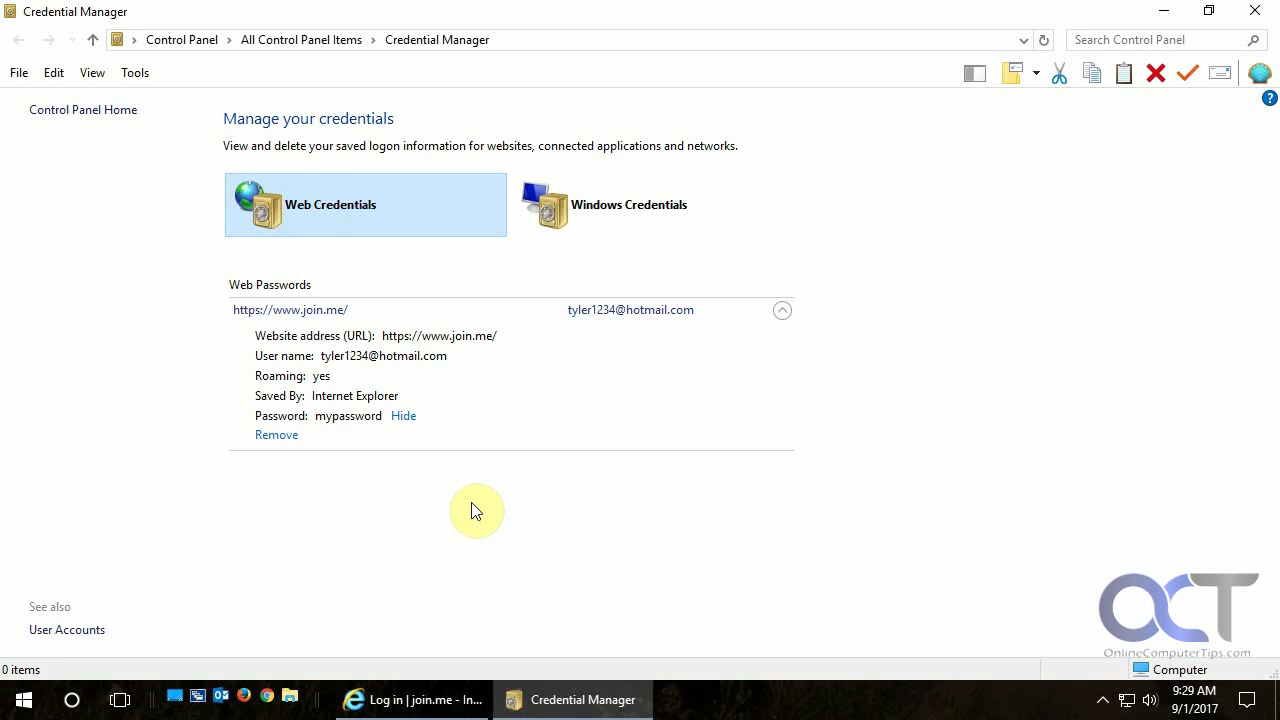 Credential Manager
Control Panel > All Control Panel Items > Credential Manager
Search Control Panel
File Edit View Tools
Control Panel Home
Manage your credentials
View and delete your saved logon information for websites, connected applications and networks.
Web Credentials
Windows Credentials
Web Passwords
https://www.join.me/ tyler1234@hotmail.com
Website address (URL): https://www.join.me/
User name: tyler1234@hotmail.com
Roaming: yes
Saved By: Internet Explorer
Password: mypassword Hide
Remove
See also
User Accounts
OCT
OnlineComputerTips.com
0 items
Computer
Log in | join.me - In...
Credential Manager
9:29 AM
9/1/2017